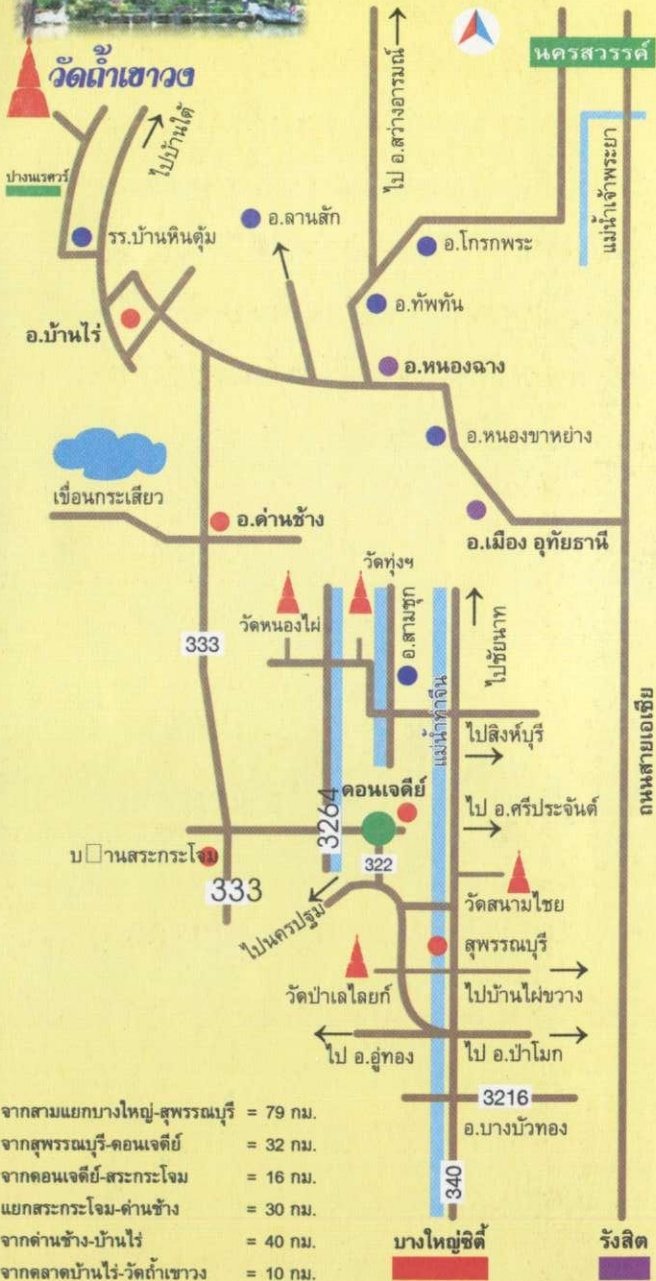 วัดถ้ำเขาวง
นครสวรรค์
ไป อ.สว่างอารมณ์
แม่น้ำเจ้าพระยา
ไปบ้านใต้
ปางนเรศวร์
รร.บ้านหินตุ้ม
อ.ลานสัก
อ.โกรกพระ
อ.ทัพทัน
อ.บ้านไร่
อ.หนองฉาง
อ.หนองขาหย่าง
เขื่อนกระเสียว
อ.ด่านช้าง
อ.เมือง อุทัยธานี
วัดทุ่งฯ
วัดหนองไผ่
อ.สามชุก
ไปชัยนาท
333
แม่น้ำท่าจีน
ไปสิงห์บุรี
ถนนสายเอเซีย
ดอนเจดีย์
3264
ไป อ.ศรีประจันต์
บ□านสระกระโจม
322
333
ไปนครปฐม
วัดสนามไชย
สุพรรณบุรี
วัดป่าเลไลยก์
ไปบ้านไผ่ขวาง
ไป อ.อู่ทอง
ไป อ.ป่าโมก
3216
อ.บางบัวทอง
340
จากสามแยกบางใหญ่-สุพรรณบุรี = 79 กม.
จากสุพรรณบุรี-ดอนเจดีย์ = 32 กม.
จากดอนเจดีย์-สระกระโจม = 16 กม.
แยกสระกระโจม-ด่านช้าง = 30 กม.
จากด่านช้าง-บ้านไร่ = 40 กม.
จากตลาดบ้านไร่-วัดถ้ำเขาวง = 10 กม.
บางใหญ่ซิตี้
รังสิต